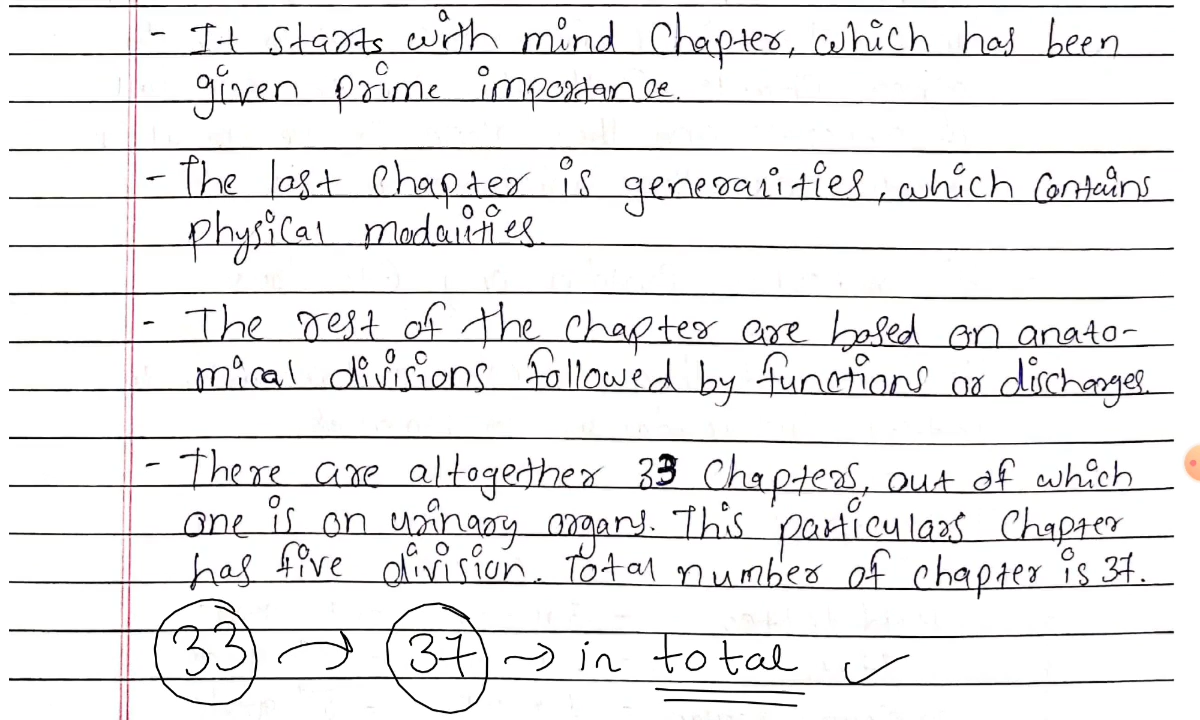 - It starts with mind Chapter, which has been
given prime importance.
- The last Chapter is generalities, which Contains
physical modalities.
- The rest of the chapter are based on anato-
mical divisions followed by functions or discharges.
- There are altogether 33 Chapters, out of which
one is on urinary organs. This particulars Chapter
has five division. Total number of chapter is 37.
33 → 37 → in total ✓